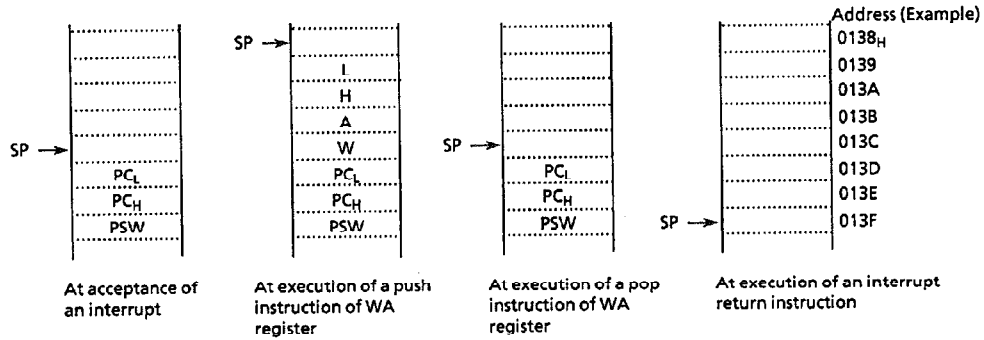 Address (Example)
SP
L
H
A
W
PCL
PCH
PSW
SP
PCL
PCH
PSW
SP
PCL
PCH
PSW
SP
0138H
0139
013A
013B
013C
013D
013E
013F
At acceptance of
an interrupt
At execution of a push
instruction of WA
register
At execution of a pop
instruction of WA
register
At execution of an interrupt
return instruction